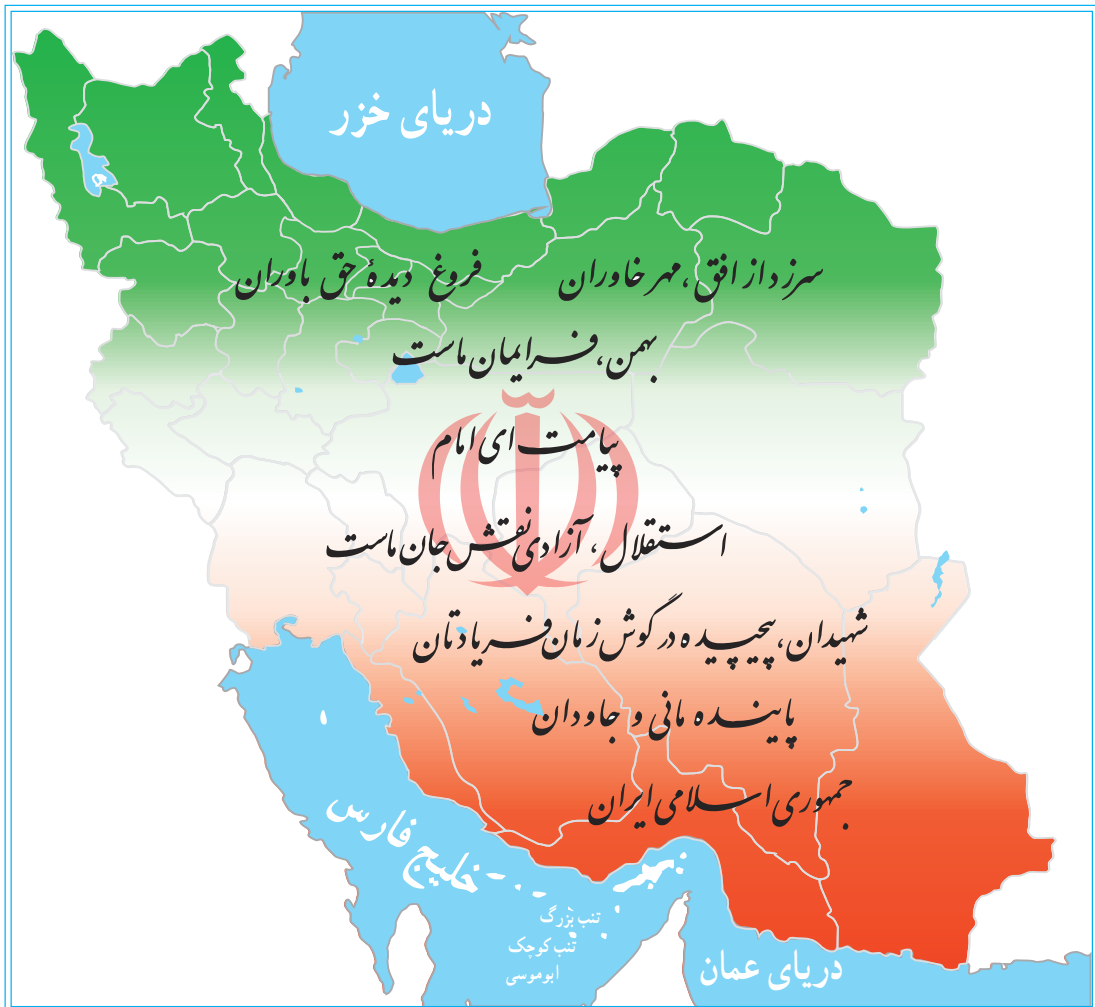 دریای خزر
سرزد از افق، مهر خاوران فروغ دیدهٔ حق باوران
بهمن، فر ایمان ماست
پیامت ای امام
استقلال، آزادی نقش جان ماست
شهیدان، پیچیده در گوش زمان فریادتان
پاینده مانی و جاودان
جمهوری اسلامی ایران
خلیج فارس
تنب بزرگ
تنب کوچک
ابوموسی
دریای عمان